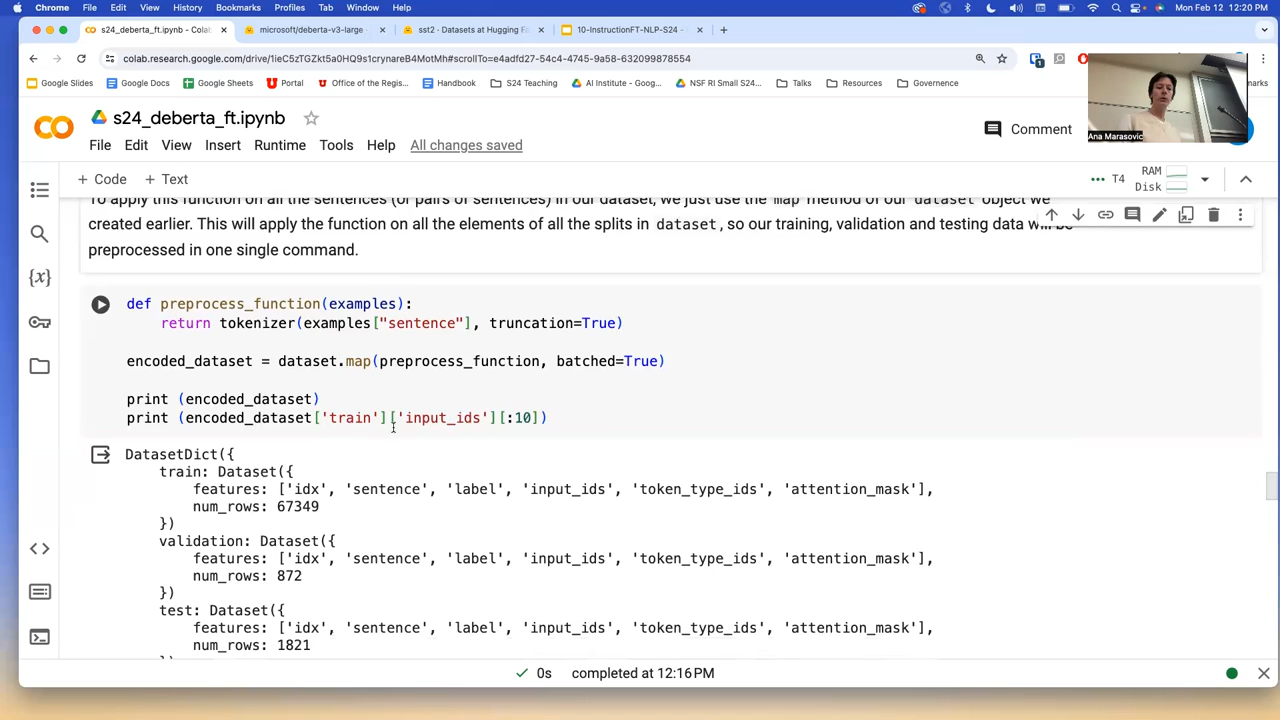 Chrome File Edit View History Bookmarks Profiles Tab Window Help Mon Feb 12 12:20 PM
s24_deberta_ft.ipynb - Colab
microsoft/deberta-v3-large ·
sst2 · Datasets at Hugging Fa
10-InstructionFT-NLP-S24 -
colab.research.google.com/drive/1ieC5zTGZkt5a0HQ9s1crynareB4MotMh#scrollTo=e4adfd27-54c4-4745-9a58-632099878554
Google Slides Google Docs Google Sheets Portal Office of the Regis... Handbook S24 Teaching AI Institute - Goog... NSF RI Small S24... Talks Resources Governence
s24_deberta_ft.ipynb
Ana Marasovic
File Edit View Insert Runtime Tools Help All changes saved
Comment
+ Code + Text
T4
RAM
Disk
To apply this function on all the sentences (or pairs of sentences) in our dataset, we just use the map method of our dataset object we
created earlier. This will apply the function on all the elements of all the splits in dataset, so our training, validation and testing data will be
preprocessed in one single command.
def preprocess_function(examples):
return tokenizer(examples["sentence"], truncation=True)
encoded_dataset = dataset.map(preprocess_function, batched=True)
print (encoded_dataset)
print (encoded_dataset['train']['input_ids'][:10])
DatasetDict({
train: Dataset({
features: ['idx', 'sentence', 'label', 'input_ids', 'token_type_ids', 'attention_mask'],
num_rows: 67349
})
validation: Dataset({
features: ['idx', 'sentence', 'label', 'input_ids', 'token_type_ids', 'attention_mask'],
num_rows: 872
})
test: Dataset({
features: ['idx', 'sentence', 'label', 'input_ids', 'token_type_ids', 'attention_mask'],
num_rows: 1821
0s completed at 12:16 PM